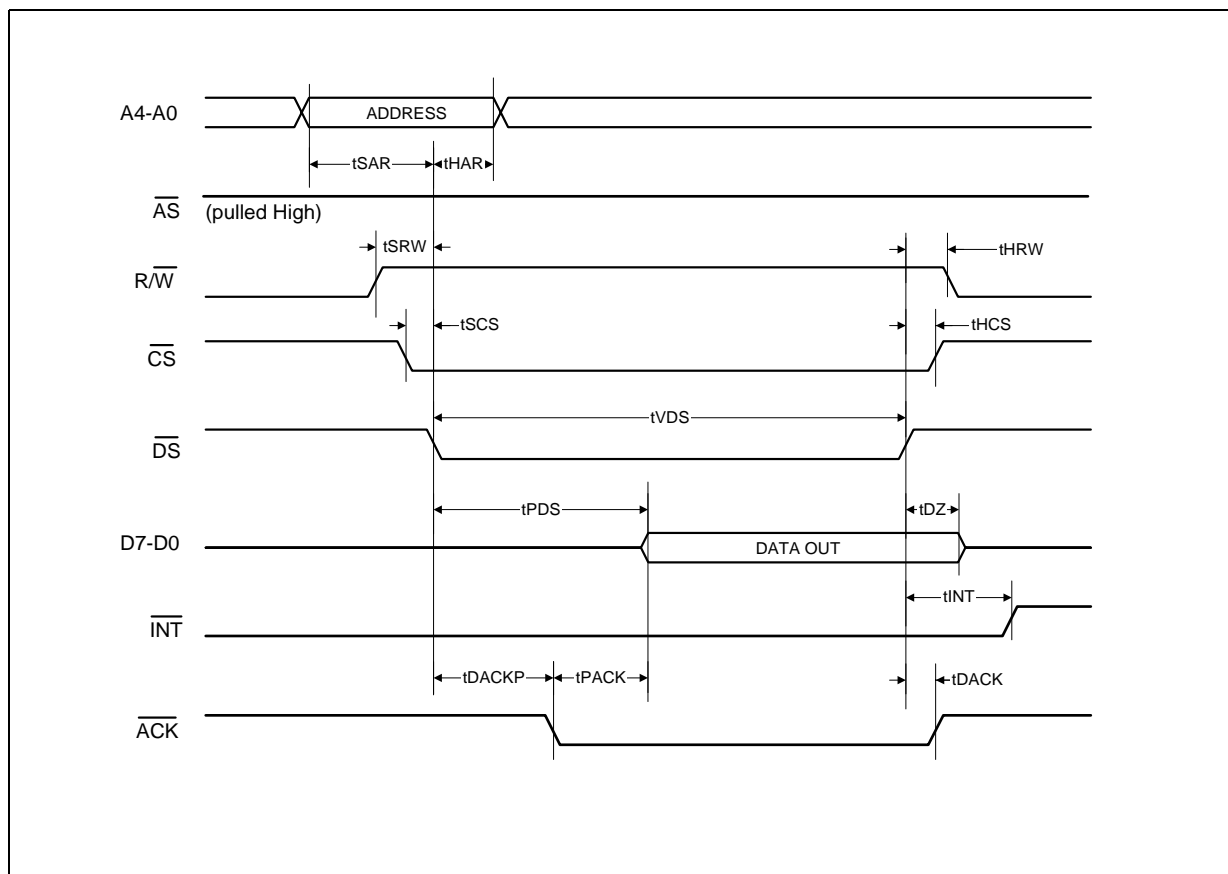 A4-A0
ADDRESS
tSAR
tHAR
AS
(pulled High)
tSRW
tHRW
R/W
tSCS
tHCS
CS
tVDS
DS
tPDS
tDZ
D7-D0
DATA OUT
tINT
INT
tDACKP
tPACK
tDACK
ACK